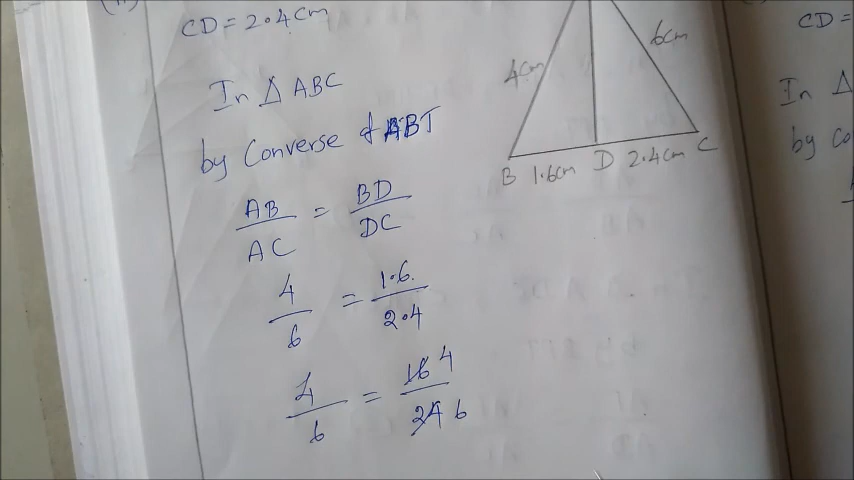 CD = 2.4cm
In Δ ABC
by Converse of ABT
AB/AC = BD/DC
4/6 = 1.6/2.4
4/6 = 16 4/24 6
4cm
6cm
B 1.6cm D 2.4cm C
CD =
In Δ
by Co